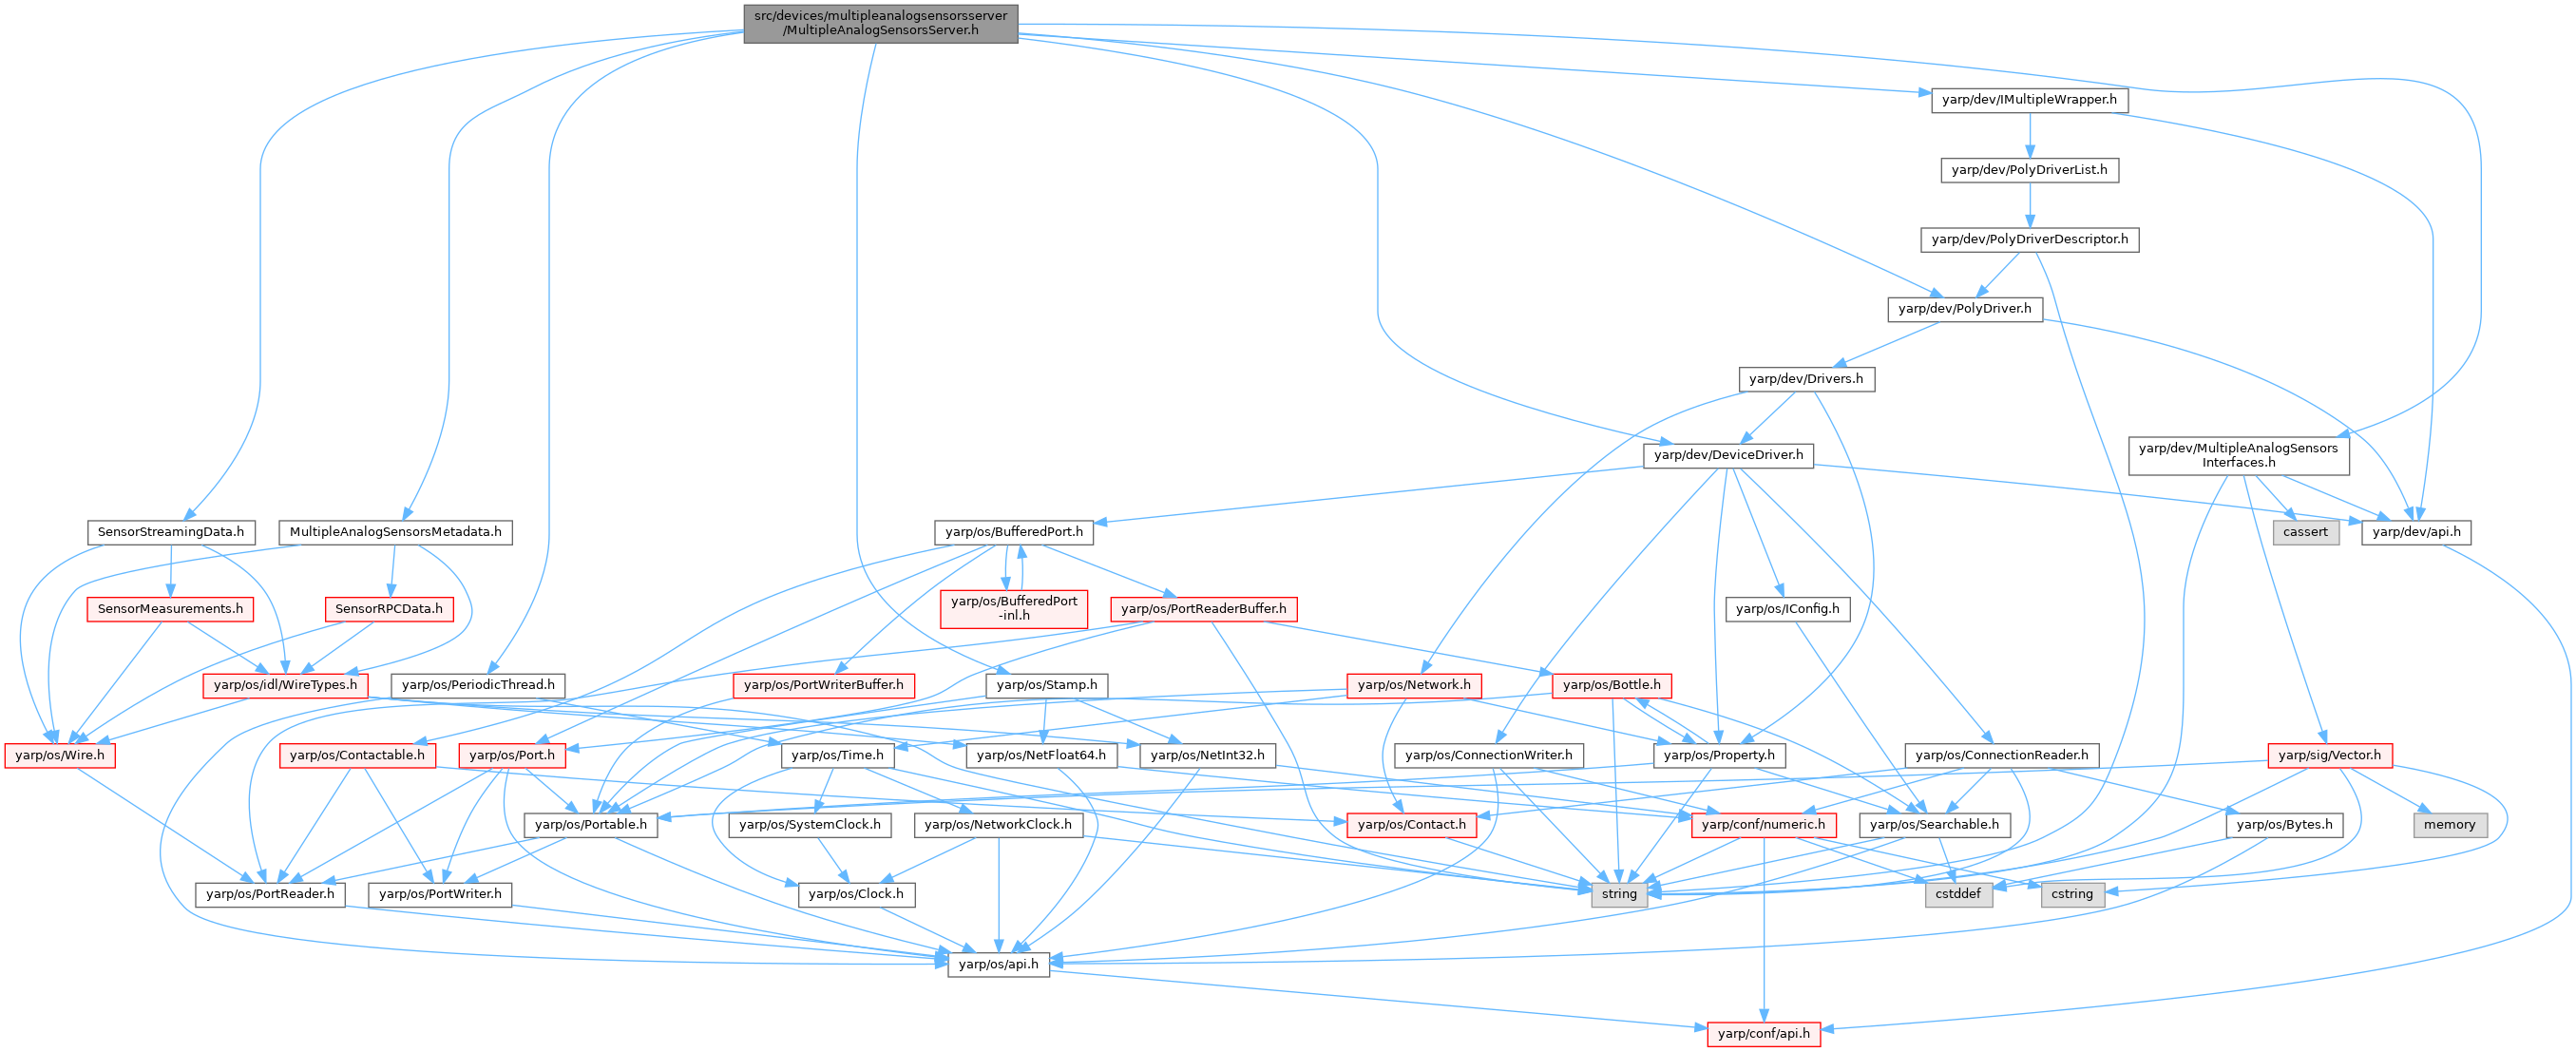 src/devices/multipleanalogsensorsserver
/MultipleAnalogSensorsServer.h
yarp/dev/IMultipleWrapper.h
yarp/dev/PolyDriverList.h
yarp/dev/PolyDriverDescriptor.h
yarp/dev/PolyDriver.h
yarp/dev/Drivers.h
yarp/dev/DeviceDriver.h
yarp/dev/MultipleAnalogSensors
Interfaces.h
SensorStreamingData.h
MultipleAnalogSensorsMetadata.h
yarp/os/BufferedPort.h
cassert
yarp/dev/api.h
SensorMeasurements.h
SensorRPCData.h
yarp/os/BufferedPort
-inl.h
yarp/os/PortReaderBuffer.h
yarp/os/IConfig.h
yarp/os/idl/WireTypes.h
yarp/os/PeriodicThread.h
yarp/os/PortWriterBuffer.h
yarp/os/Stamp.h
yarp/os/Network.h
yarp/os/Bottle.h
yarp/os/Wire.h
yarp/os/Contactable.h
yarp/os/Port.h
yarp/os/Time.h
yarp/os/NetFloat64.h
yarp/os/NetInt32.h
yarp/os/ConnectionWriter.h
yarp/os/Property.h
yarp/os/ConnectionReader.h
yarp/sig/Vector.h
yarp/os/Portable.h
yarp/os/SystemClock.h
yarp/os/NetworkClock.h
yarp/os/Contact.h
yarp/conf/numeric.h
yarp/os/Searchable.h
yarp/os/Bytes.h
memory
yarp/os/PortReader.h
yarp/os/PortWriter.h
yarp/os/Clock.h
string
cstddef
cstring
yarp/os/api.h
yarp/conf/api.h